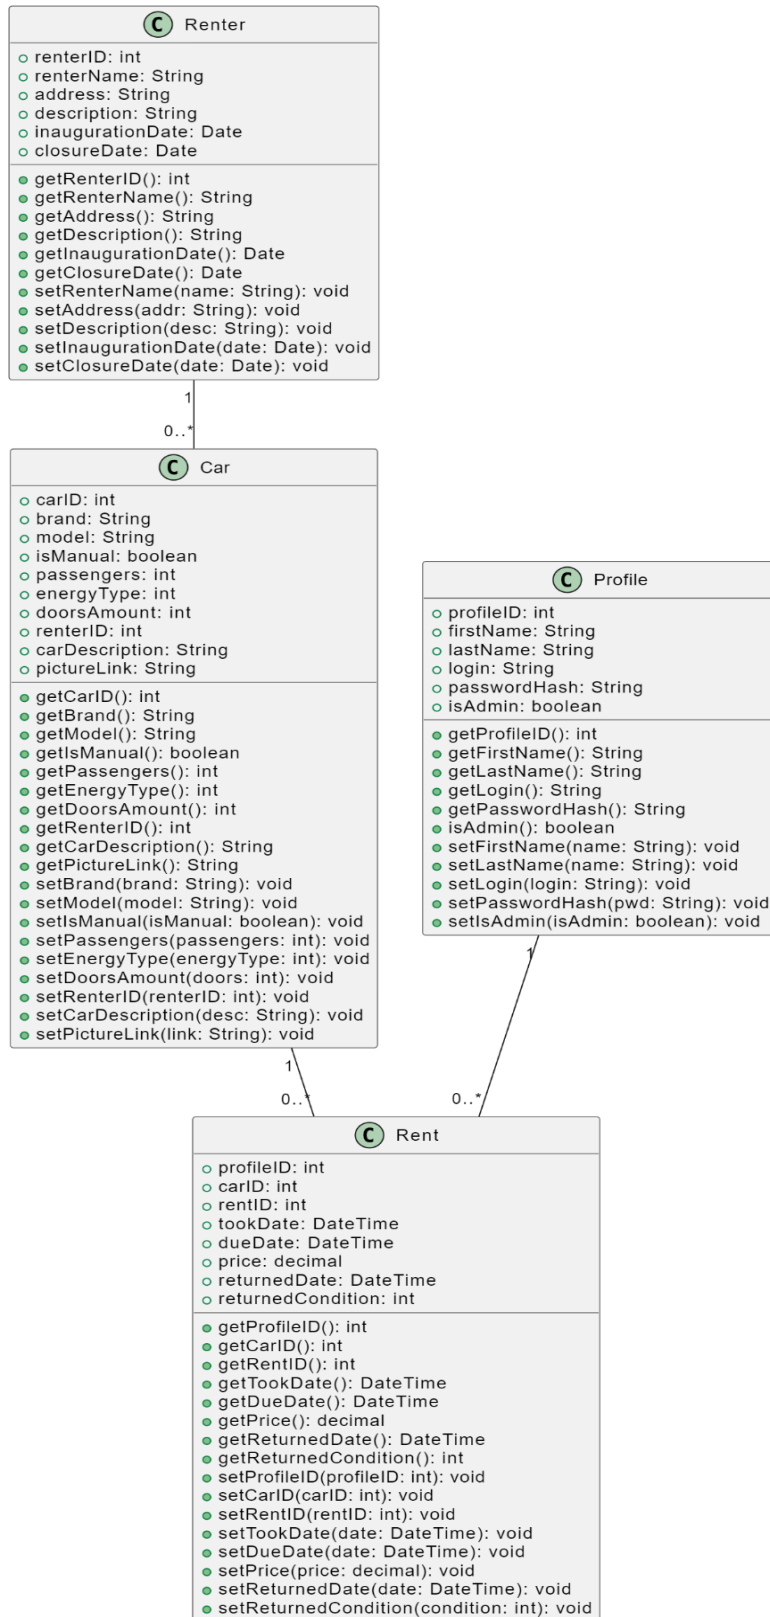 C Renter
renterID: int
renterName: String
address: String
description: String
inaugurationDate: Date
closureDate: Date
getRenterID(): int
getRenterName(): String
getAddress(): String
getDescription(): String
getInaugurationDate(): Date
getClosureDate(): Date
setRenterName(name: String): void
setAddress(addr: String): void
setDescription(desc: String): void
setInaugurationDate(date: Date): void
setClosureDate(date: Date): void
1
0..*
C Car
carID: int
brand: String
model: String
isManual: boolean
passengers: int
energyType: int
doorsAmount: int
renterID: int
carDescription: String
pictureLink: String
getCarID(): int
getBrand(): String
getModel(): String
getIsManual(): boolean
getPassengers(): int
getEnergyType(): int
getDoorsAmount(): int
getRenterID(): int
getCarDescription(): String
getPictureLink(): String
setBrand(brand: String): void
setModel(model: String): void
setIsManual(isManual: boolean): void
setPassengers(passengers: int): void
setEnergyType(energyType: int): void
setDoorsAmount(doors: int): void
setRenterID(renterID: int): void
setCarDescription(desc: String): void
setPictureLink(link: String): void
C Profile
profileID: int
firstName: String
lastName: String
login: String
passwordHash: String
isAdmin: boolean
getProfileID(): int
getFirstName(): String
getLastName(): String
getLogin(): String
getPasswordHash(): String
isAdmin(): boolean
setFirstName(name: String): void
setLastName(name: String): void
setLogin(login: String): void
setPasswordHash(pwd: String): void
setIsAdmin(isAdmin: boolean): void
1
0..*
1
0..*
C Rent
profileID: int
carID: int
rentID: int
tookDate: DateTime
dueDate: DateTime
price: decimal
returnedDate: DateTime
returnedCondition: int
getProfileID(): int
getCarID(): int
getRentID(): int
getTookDate(): DateTime
getDueDate(): DateTime
getPrice(): decimal
getReturnedDate(): DateTime
getReturnedCondition(): int
setProfileID(profileID: int): void
setCarID(carID: int): void
setRentID(rentID: int): void
setTookDate(date: DateTime): void
setDueDate(date: DateTime): void
setPrice(price: decimal): void
setReturnedDate(date: DateTime): void
setReturnedCondition(condition: int): void